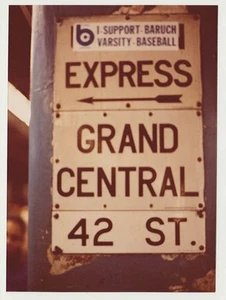 b I·SUPPORT·BARUCH
VARSITY·BASEBALL
EXPRESS
GRAND
CENTRAL
42 ST.